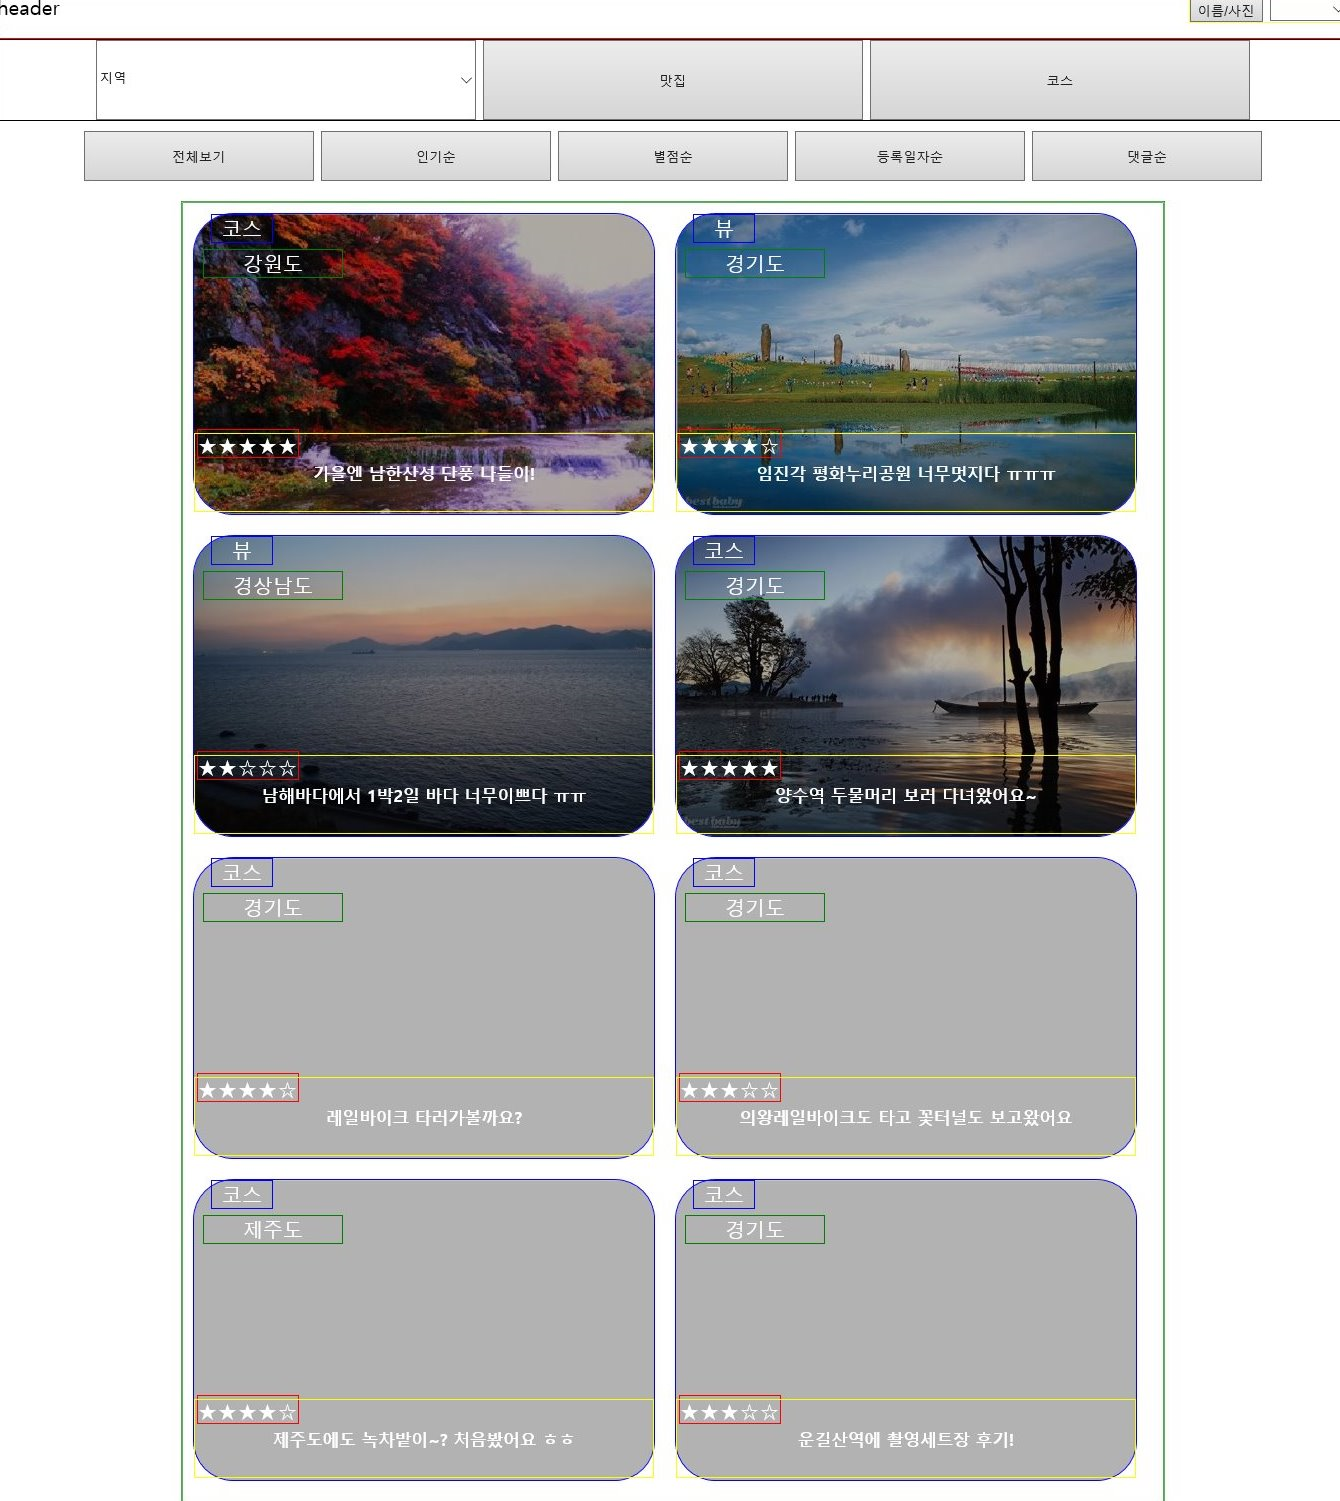 header
이름/사진
지역
맛집
코스
전체보기
인기순
별점순
등록일자순
댓글순
코스
강원도
★★★★★
가을엔 남한산성 단풍 나들이!
뷰
경기도
★★★★☆
임진각 평화누리공원 너무멋지다 ㅠㅠㅠ
bestbaby
뷰
경상남도
★★☆☆☆
남해바다에서 1박2일 바다 너무이쁘다 ㅠㅠ
코스
경기도
★★★★★
양수역 두물머리 보러 다녀왔어요~
bestbaby
코스
경기도
★★★★☆
레일바이크 타러가볼까요?
코스
경기도
★★★☆☆
의왕레일바이크도 타고 꽃터널도 보고왔어요
코스
제주도
★★★★☆
제주도에도 녹차밭이~? 처음봤어요 ㅎㅎ
코스
경기도
★★★☆☆
운길산역에 촬영세트장 후기!